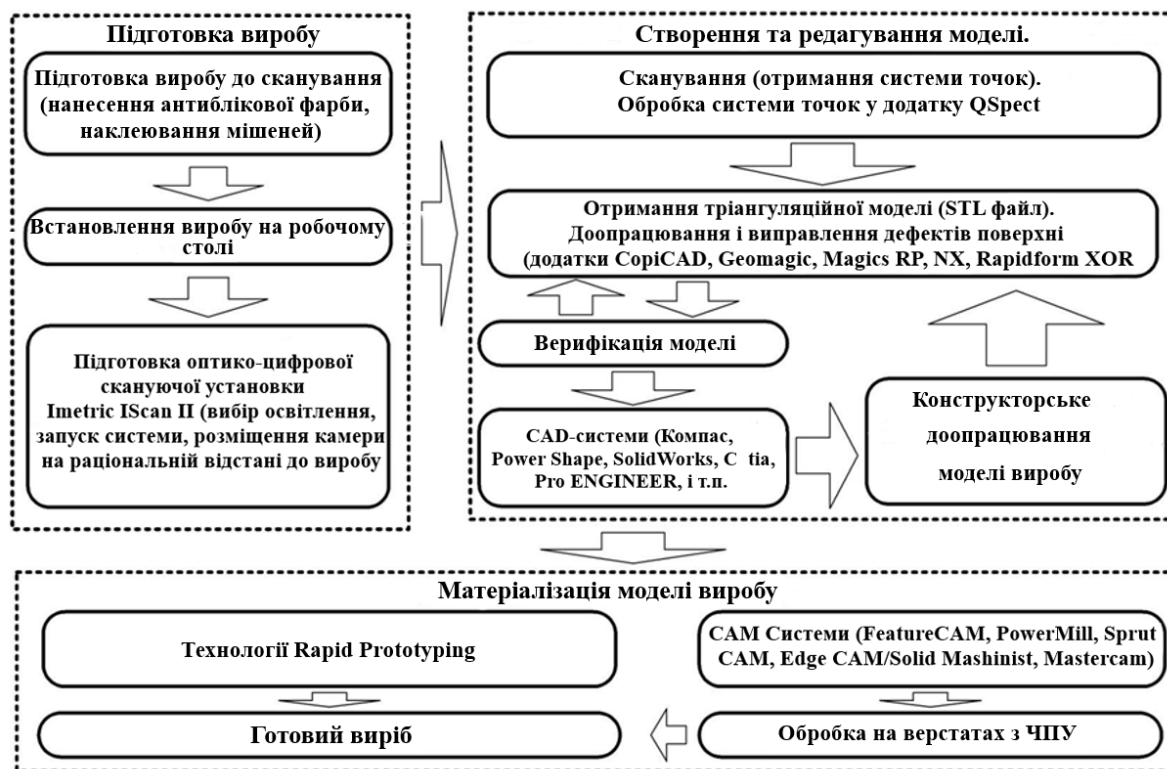 Підготовка виробу
Підготовка виробу до сканування
(нанесення антиблікової фарби,
наклеювання мішеней)
Встановлення виробу на робочому
столі
Підготовка оптико-цифрової
скануючої установки
Imetric IScan II (вибір освітлення,
запуск системи, розміщення камери
на раціональній відстані до виробу
Створення та редагування моделі.
Сканування (отримання системи точок).
Обробка системи точок у додатку QSpect
Отримання тріангуляційної моделі (STL файл).
Доопрацювання і виправлення дефектів поверхні
(додатки CopiCAD, Geomagic, Magics RP, NX, Rapidform XOR
Верифікація моделі
CAD-системи (Компас,
Power Shape, SolidWorks, C tia,
Pro ENGINEER, і т.п.
Конструкторське
доопрацювання
моделі виробу
Матеріалізація моделі виробу
Технології Rapid Prototyping
Готовий виріб
CAM Системи (FeatureCAM, PowerMill, Sprut
CAM, Edge CAM/Solid Mashinist, Mastercam)
Обробка на верстатах з ЧПУ